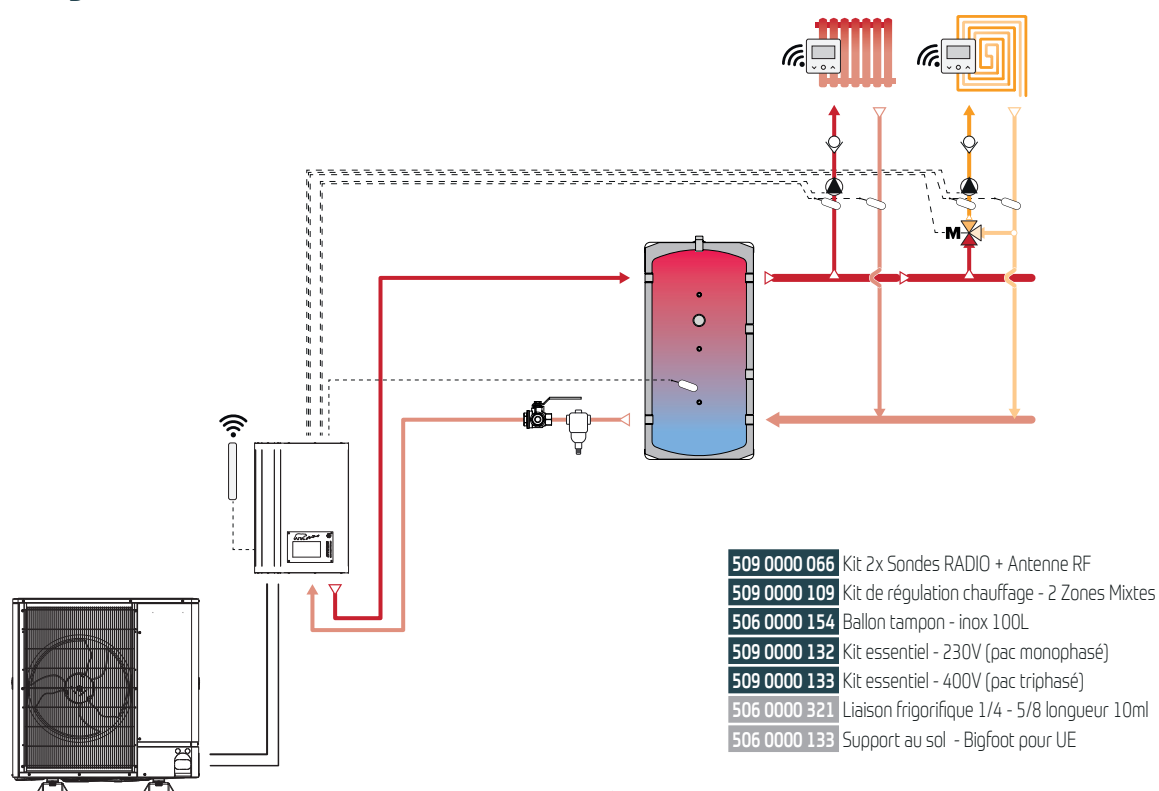 M
509 0000 066 Kit 2x Sondes RADIO + Antenne RF
509 0000 109 Kit de régulation chauffage - 2 Zones Mixtes
506 0000 154 Ballon tampon - inox 100L
509 0000 132 Kit essentiel - 230V (pac monophasé)
509 0000 133 Kit essentiel - 400V (pac triphasé)
506 0000 321 Liaison frigorifique 1/4 - 5/8 longueur 10ml
506 0000 133 Support au sol - Bigfoot pour UE